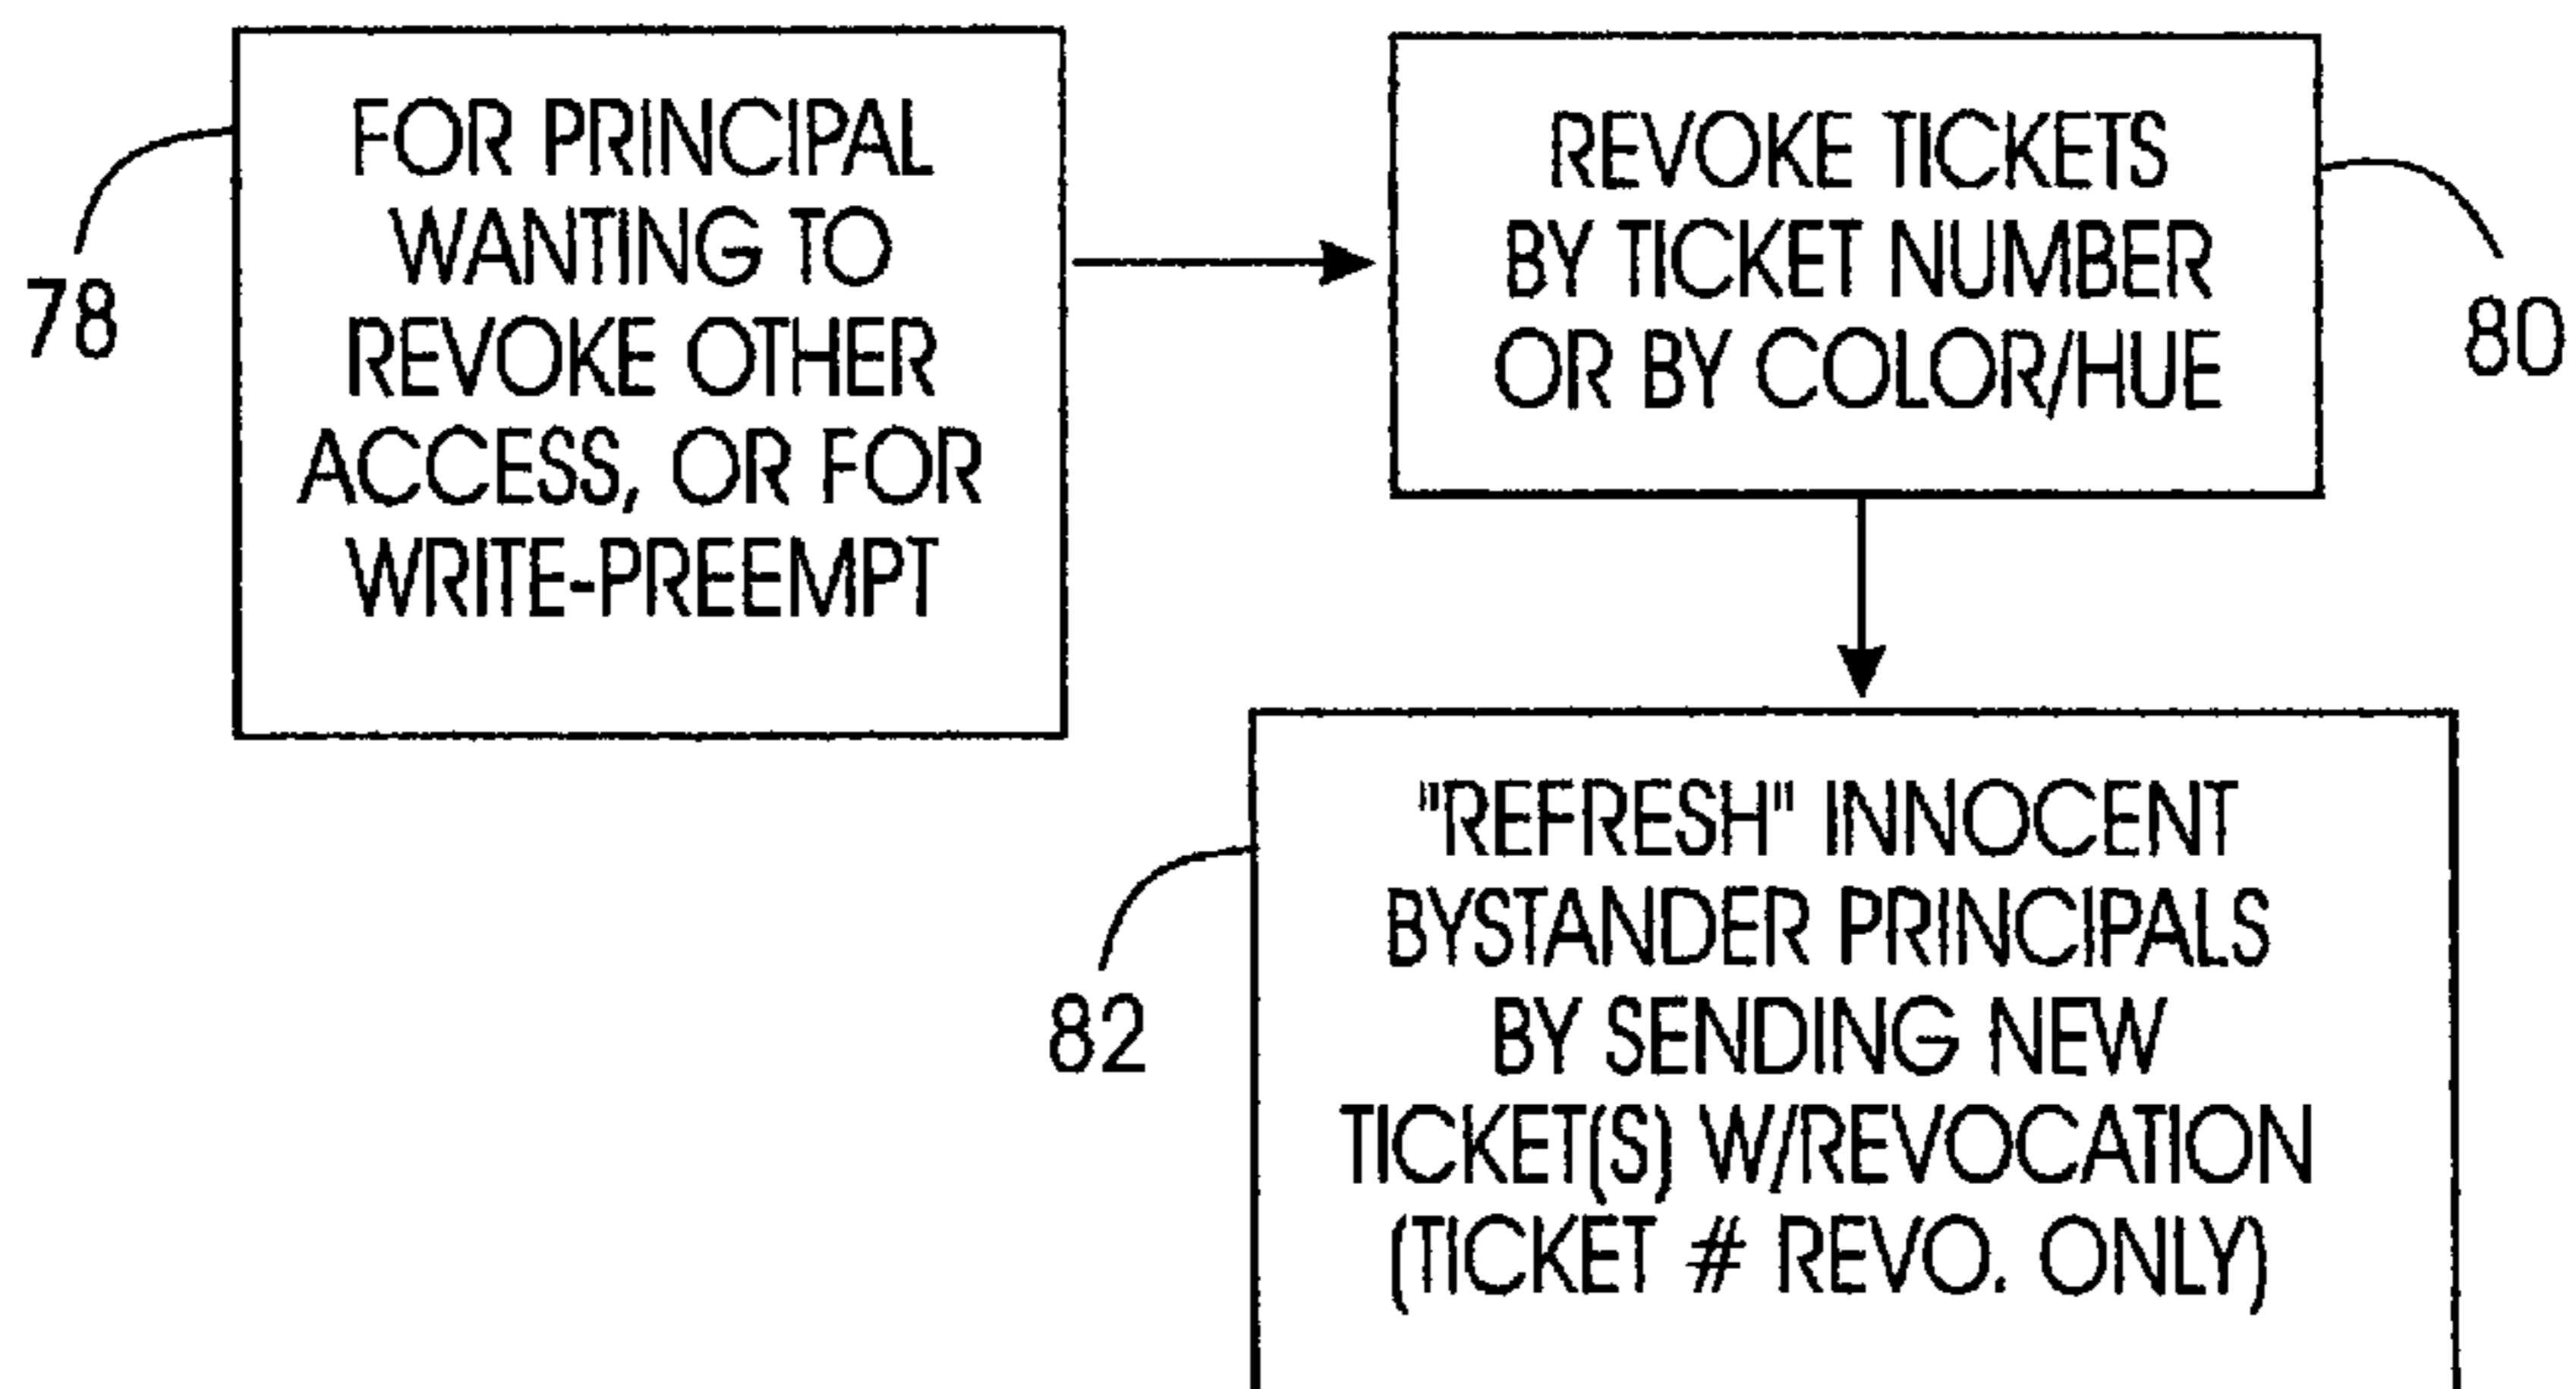 FOR PRINCIPAL
WANTING TO
REVOKE OTHER
ACCESS, OR FOR
WRITE-PREEMPT
78
REVOKE TICKETS
BY TICKET NUMBER
OR BY COLOR/HUE
80
"REFRESH" INNOCENT
BYSTANDER PRINCIPALS
BY SENDING NEW
TICKET(S) W/REVOCATION
(TICKET # REVO. ONLY)
82